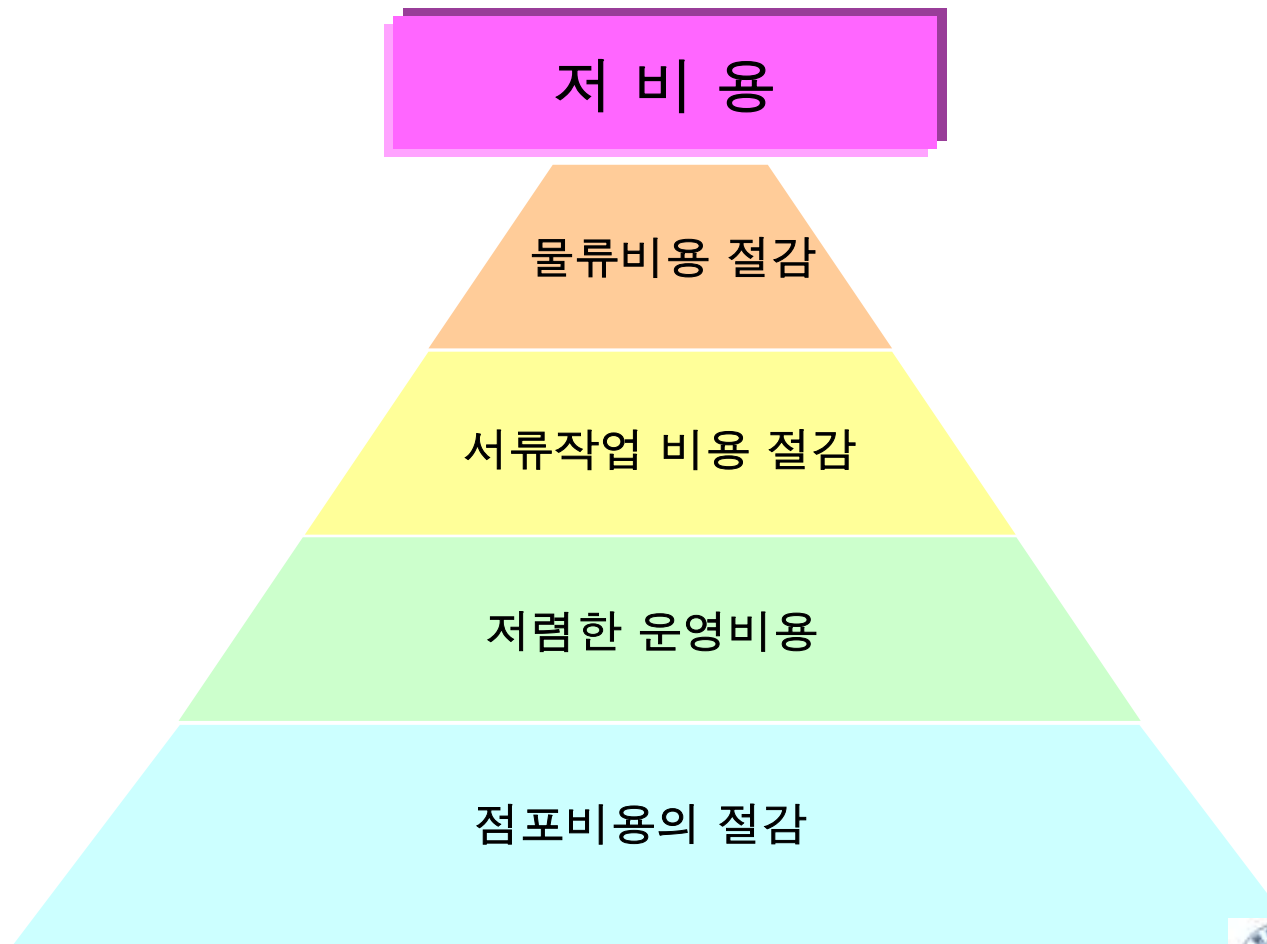 저 비 용
물류비용 절감
서류작업 비용 절감
저렴한 운영비용
점포비용의 절감